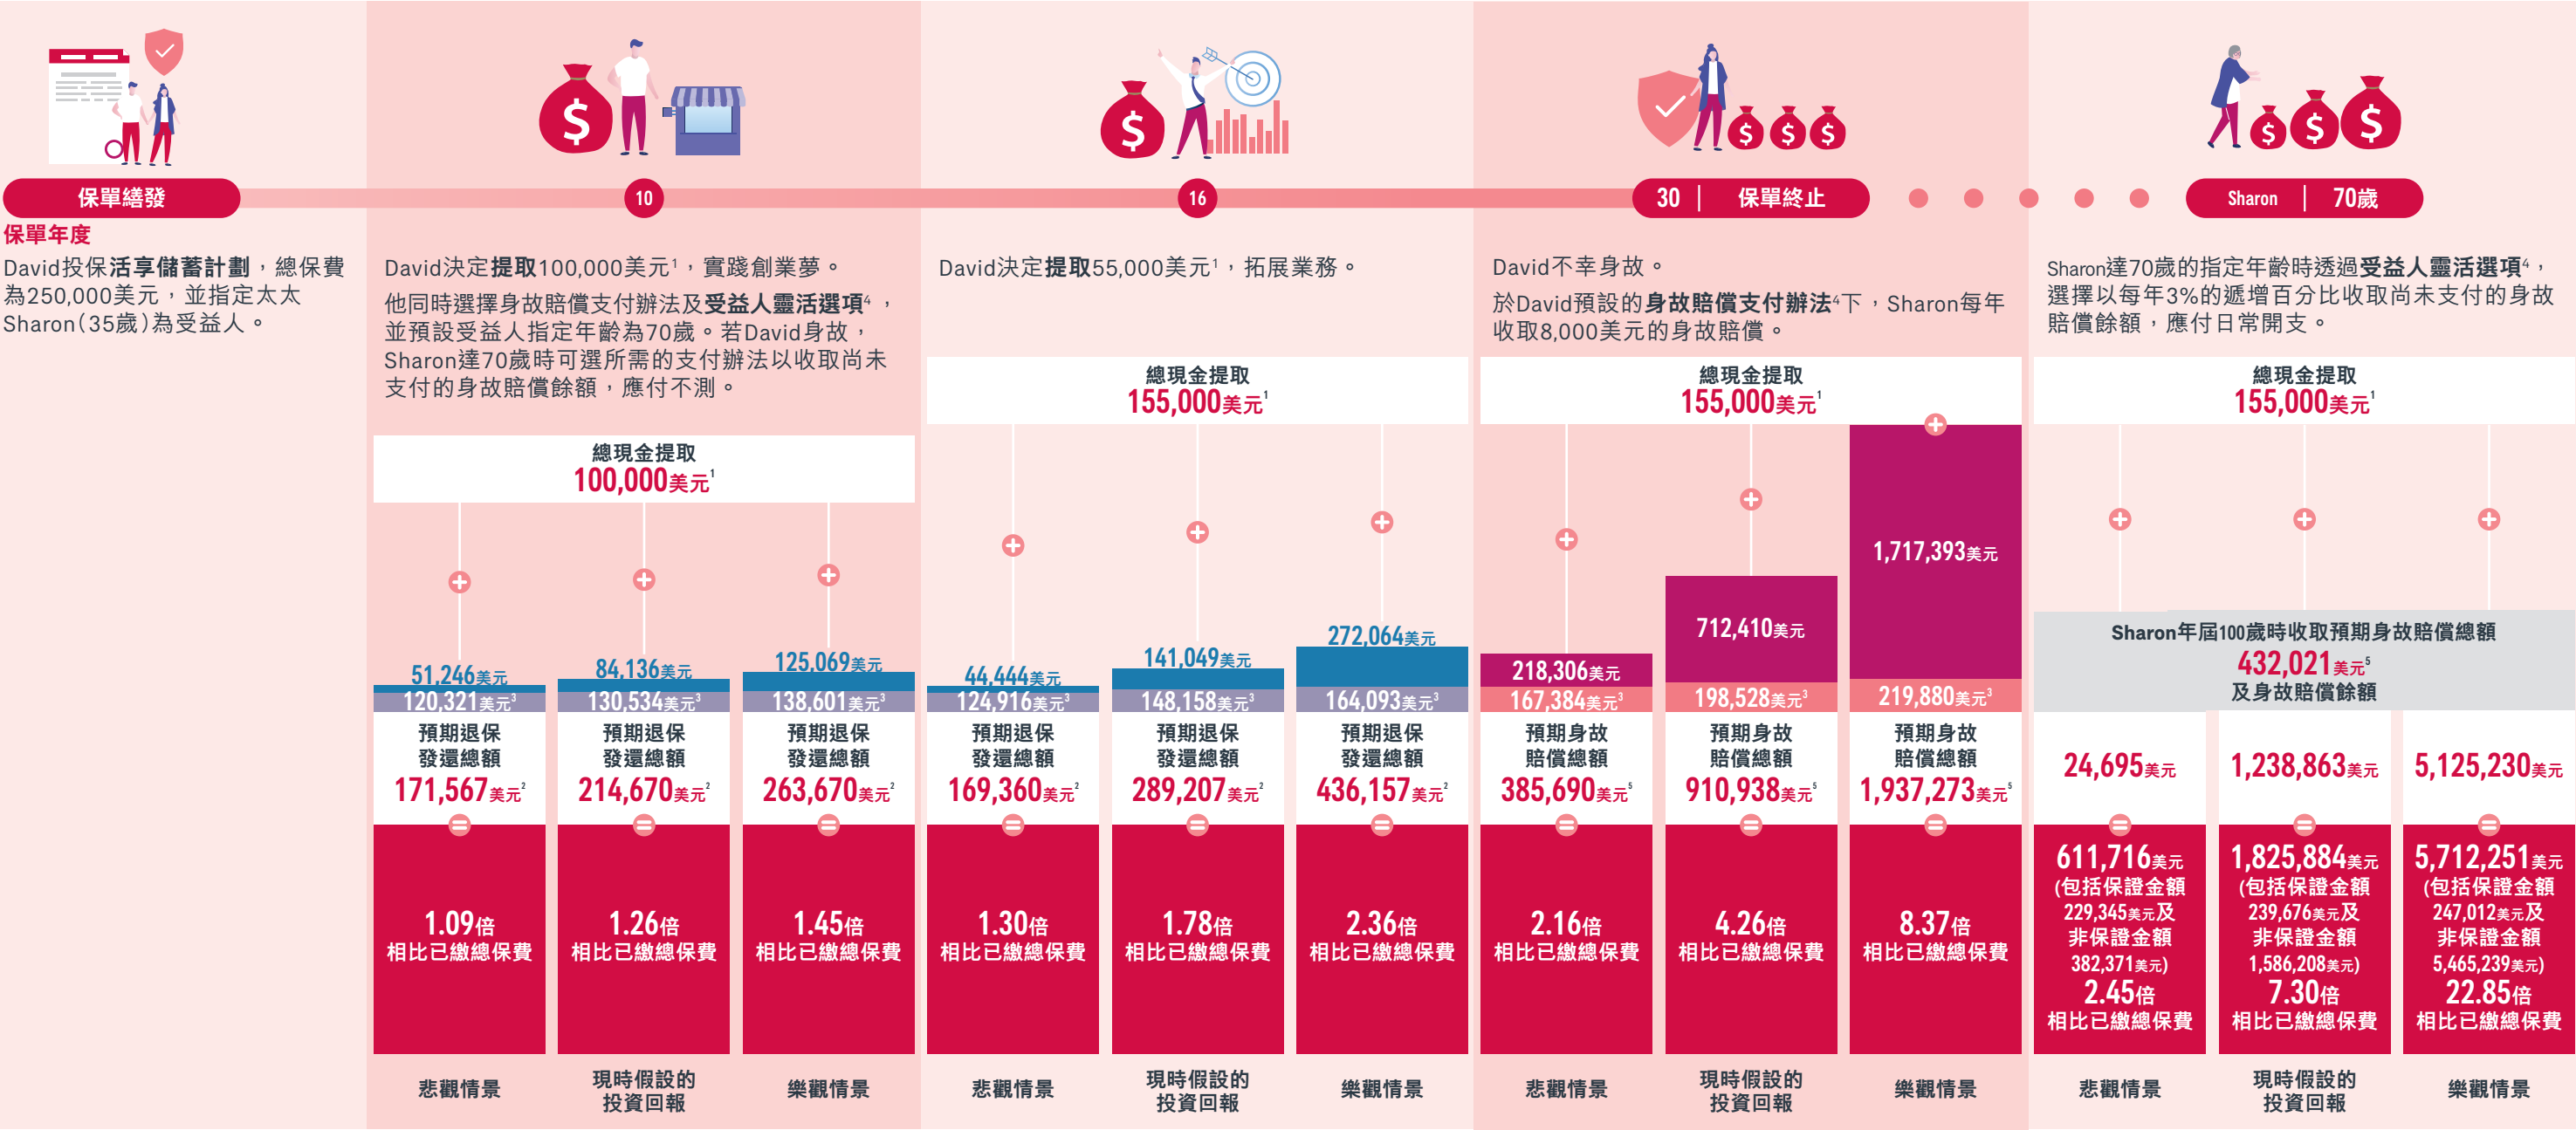 保單繕發
10
16
30 | 保單終止
Sharon | 70歲
保單年度
David投保活享儲蓄計劃，總保費
為250,000美元，並指定太太
Sharon（35歲）為受益人。
David決定提取100,000美元¹，實踐創業夢。
他同時選擇身故賠償支付辦法及受益人靈活選項⁴，
並預設受益人指定年齡為70歲。若David身故，
Sharon達70歲時可選所需的支付辦法以收取尚未
支付的身故賠償餘額，應付不測。
總現金提取
100,000美元¹
51,246美元
120,321美元³
預期退保
發還總額
171,567美元²
=
1.09倍
相比已繳總保費
悲觀情景
84,136美元
130,534美元³
預期退保
發還總額
214,670美元²
=
1.26倍
相比已繳總保費
現時假設的
投資回報
125,069美元
138,601美元³
預期退保
發還總額
263,670美元²
=
1.45倍
相比已繳總保費
樂觀情景
David決定提取55,000美元¹，拓展業務。
總現金提取
155,000美元¹
44,444美元
124,916美元³
預期退保
發還總額
169,360美元²
=
1.30倍
相比已繳總保費
悲觀情景
141,049美元
148,158美元³
預期退保
發還總額
289,207美元²
=
1.78倍
相比已繳總保費
現時假設的
投資回報
272,064美元
164,093美元³
預期退保
發還總額
436,157美元²
=
2.36倍
相比已繳總保費
樂觀情景
David不幸身故。
於David預設的身故賠償支付辦法⁴下，Sharon每年
收取8,000美元的身故賠償。
總現金提取
155,000美元¹
218,306美元
167,384美元³
預期身故
賠償總額
385,690美元⁵
=
2.16倍
相比已繳總保費
悲觀情景
712,410美元
198,528美元³
預期身故
賠償總額
910,938美元⁵
=
4.26倍
相比已繳總保費
現時假設的
投資回報
1,717,393美元
219,880美元³
預期身故
賠償總額
1,937,273美元⁵
=
8.37倍
相比已繳總保費
樂觀情景
Sharon達70歲的指定年齡時透過受益人靈活選項⁴，
選擇以每年3%的遞增百分比收取尚未支付的身故
賠償餘額，應付日常開支。
總現金提取
155,000美元¹
Sharon年屆100歲時收取預期身故賠償總額
432,021美元⁵
及身故賠償餘額
24,695美元
=
611,716美元
(包括保證金額
229,345美元及
非保證金額
382,371美元)
2.45倍
相比已繳總保費
悲觀情景
1,238,863美元
=
1,825,884美元
(包括保證金額
239,676美元及
非保證金額
1,586,208美元)
7.30倍
相比已繳總保費
現時假設的
投資回報
5,125,230美元
=
5,712,251美元
(包括保證金額
247,012美元及
非保證金額
5,465,239美元)
22.85倍
相比已繳總保費
樂觀情景